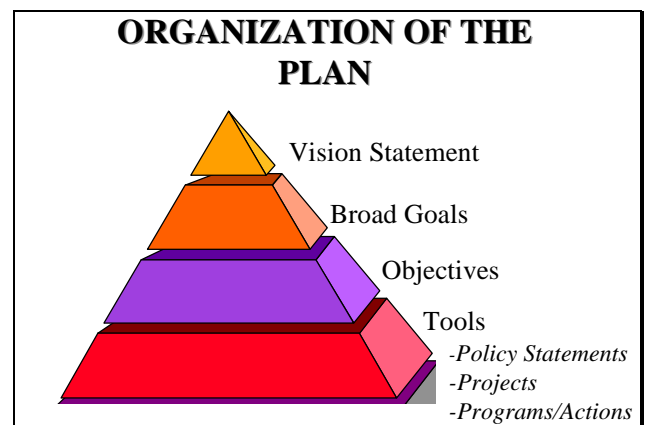 ORGANIZATION OF THE
PLAN
Vision Statement
Broad Goals
Objectives
Tools
-Policy Statements
-Projects
-Programs/Actions